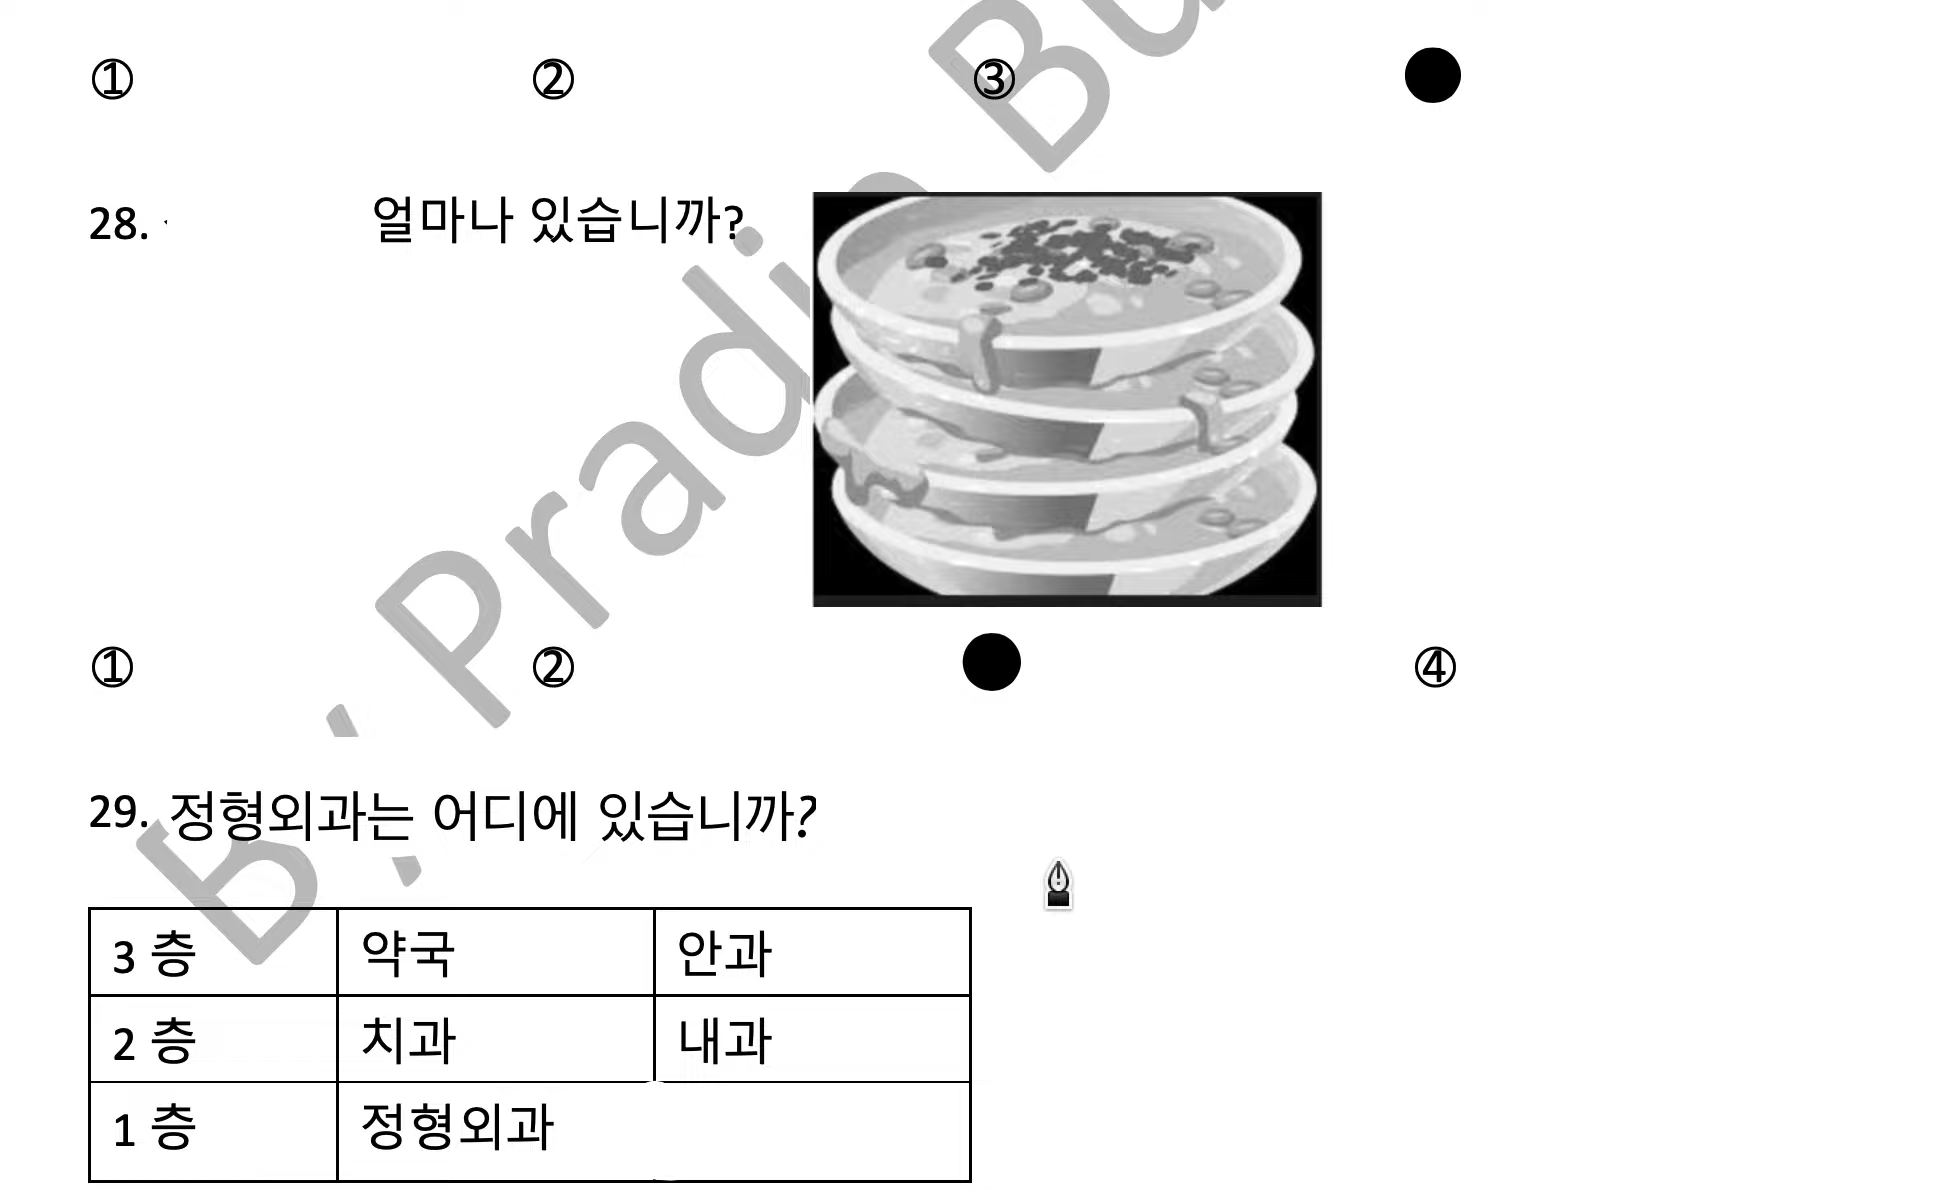 ① ② ③
28. 얼마나 있습니까?
① ② ④
29. 정형외과는 어디에 있습니까?
3 층 약국 안과
2 층 치과 내과
1 층 정형외과
By Pradi Bu